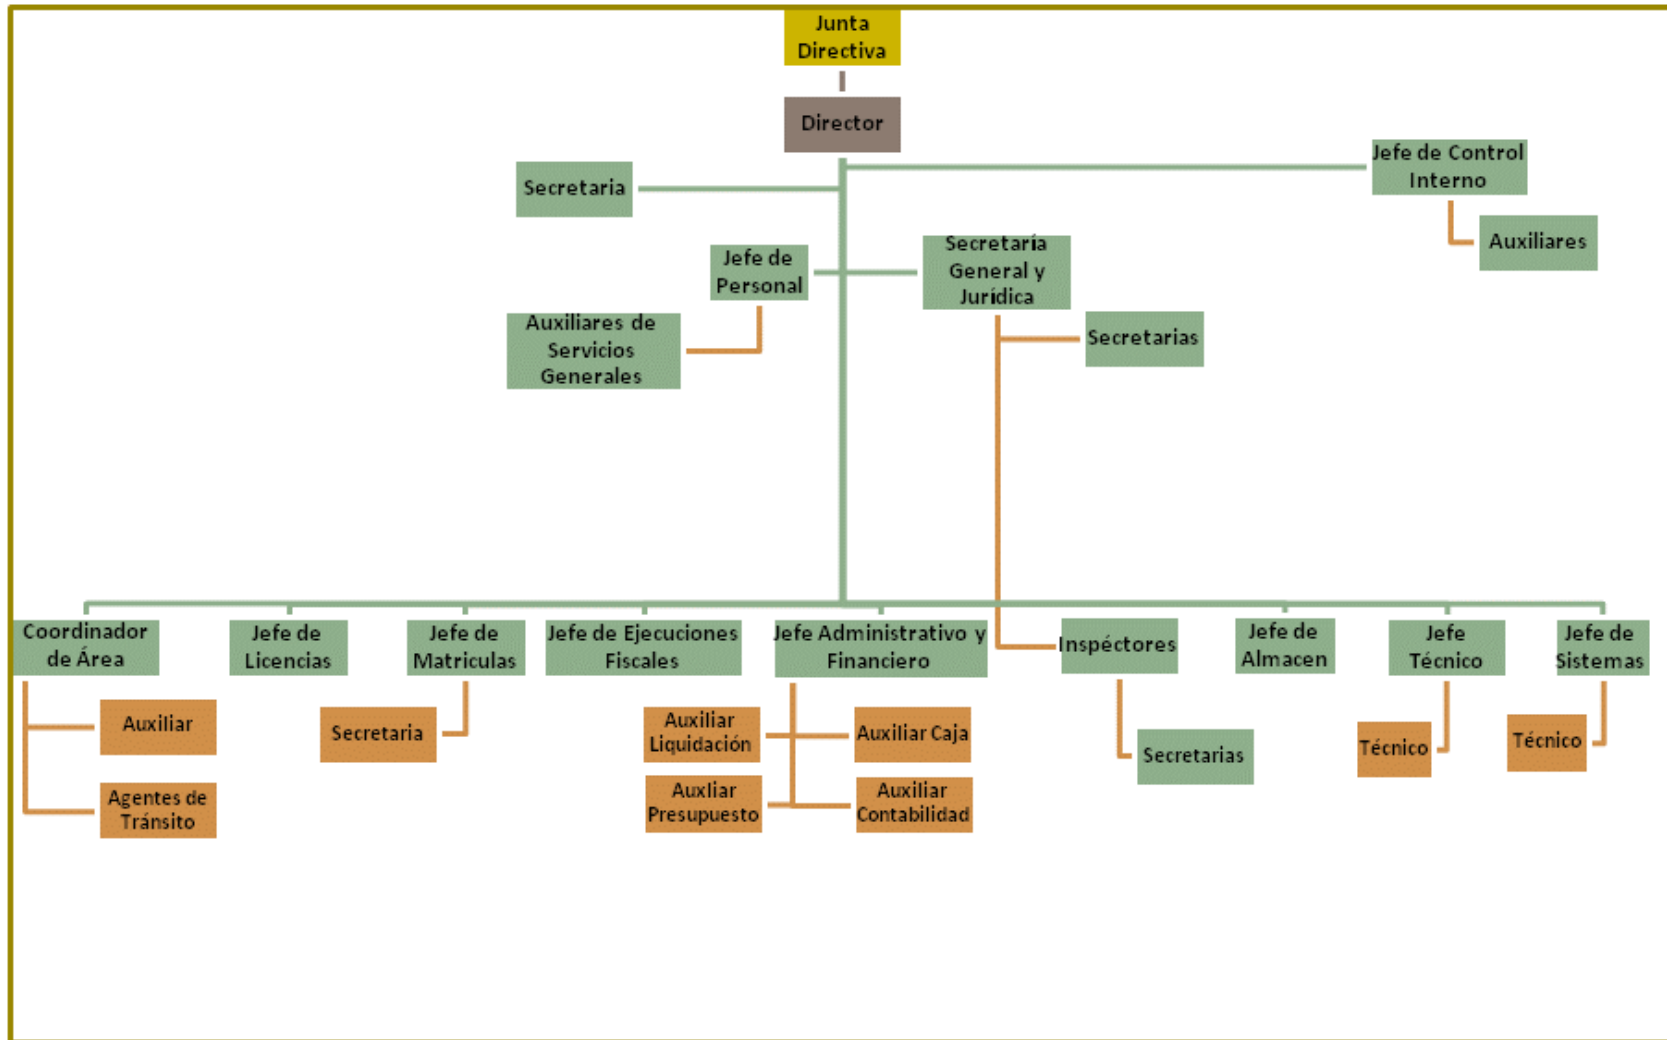 Junta
Directiva
Director
Jefe de Control
Interno
Secretaria
Auxiliares
Jefe de
Personal
Secretaría
General y
Jurídica
Auxiliares de
Servicios
Generales
Secretarias
Coordinador
de Área
Jefe de
Licencias
Jefe de
Matriculas
Jefe de Ejecuciones
Fiscales
Jefe Administrativo y
Financiero
Inspéctores
Jefe de
Almacen
Jefe
Técnico
Jefe de
Sistemas
Auxiliar
Secretaria
Auxiliar
Liquidación
Auxiliar Caja
Secretarias
Técnico
Técnico
Agentes de
Tránsito
Auxliar
Presupuesto
Auxiliar
Contabilidad